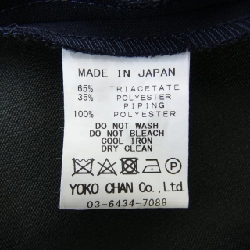 MADE IN JAPAN
65% TRIACETATE
35% POLYESTER
PIPING
100% POLYESTER
DO NOT WASH
DO NOT BLEACH
COOL IRON
DRY CLEAN
P
YOKO CHAN Co., Ltd.
03-6434-7088